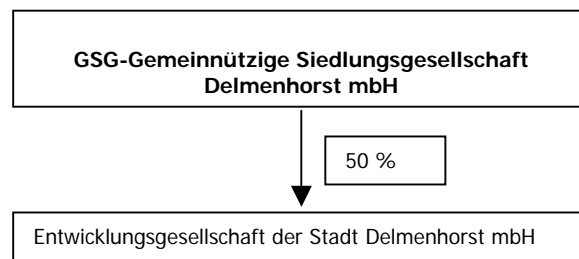 GSG-Gemeinnützige Siedlungsgesellschaft
Delmenhorst mbH
50 %
Entwicklungsgesellschaft der Stadt Delmenhorst mbH